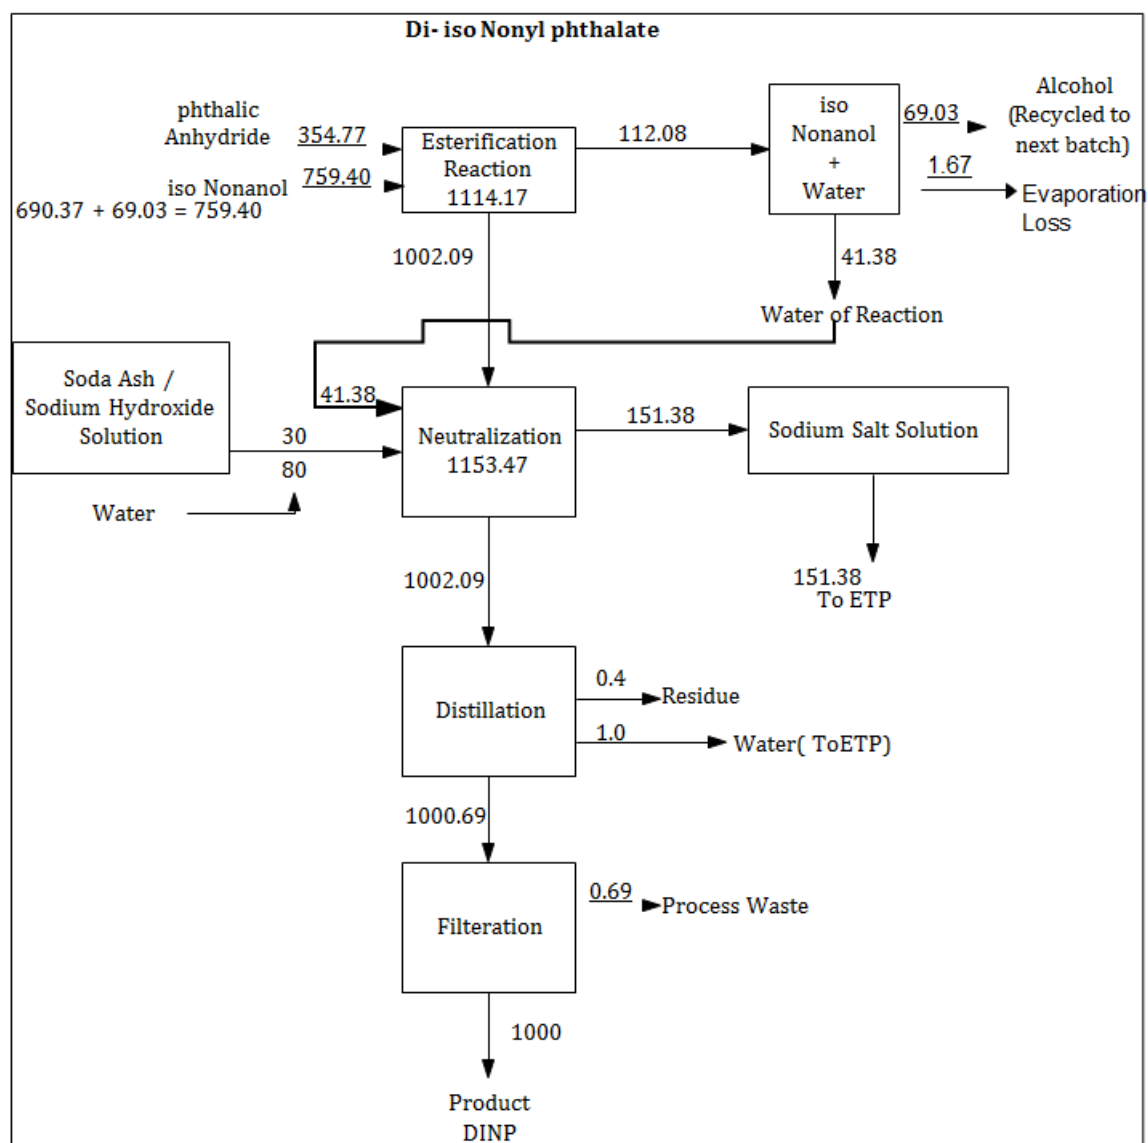 Di- iso Nonyl phthalate
phthalic
Anhydride
354.77
iso Nonanol
759.40
690.37 + 69.03 = 759.40
Esterification
Reaction
1114.17
112.08
iso
Nonanol
+
Water
69.03
Alcohol
(Recycled to
next batch)
1.67
Evaporation
Loss
1002.09
41.38
Water of Reaction
Soda Ash /
Sodium Hydroxide
Solution
41.38
30
80
Water
Neutralization
1153.47
151.38
Sodium Salt Solution
151.38
To ETP
1002.09
Distillation
0.4
Residue
1.0
Water( ToETP)
1000.69
Filteration
0.69
Process Waste
1000
Product
DINP